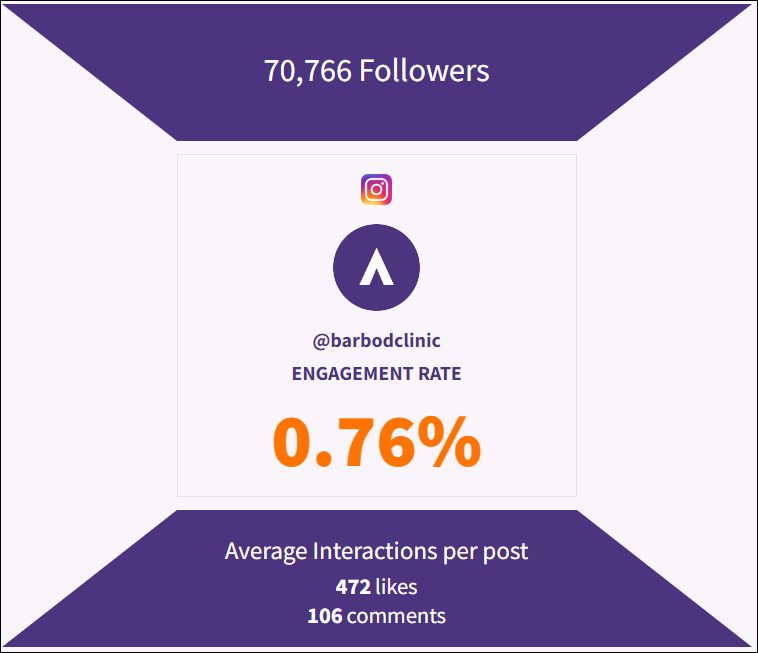 70,766 Followers
@barbodclinic
ENGAGEMENT RATE
0.76%
Average Interactions per post
472 likes
106 comments